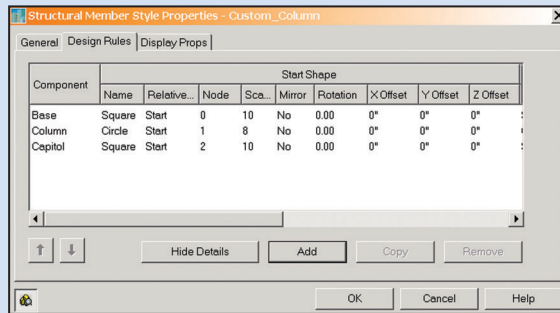 Structural Member Style Properties - Custom_Column
General Design Rules Display Props
Component Start Shape
Name Relative... Node Sca... Mirror Rotation X Offset Y Offset Z Offset
Base Square Start 0 10 No 0.00 0" 0" 0"
Column Circle Start 1 8 No 0.00 0" 0" 0"
Capitol Square Start 2 10 No 0.00 0" 0" 0"
Hide Details Add Copy Remove
OK Cancel Help